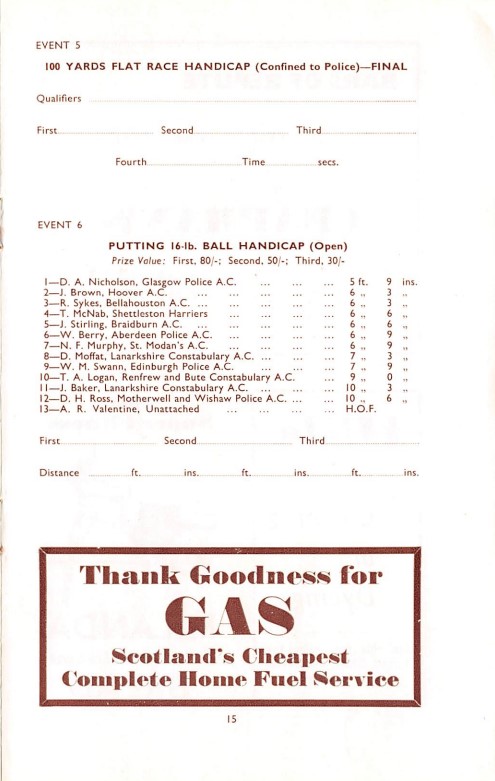 EVENT 5
100 YARDS FLAT RACE HANDICAP (Confined to Police)—FINAL
Qualifiers
First Second Third
Fourth Time secs.
EVENT 6
PUTTING 16-lb. BALL HANDICAP (Open)
Prize Value: First, 80/-; Second, 50/-; Third, 30/-
1—D. A. Nicholson, Glasgow Police A.C. ... ... ... 5 ft. 9 ins.
2—J. Brown, Hoover A.C. ... ... ... ... ... 6 ,, 3 ,,
3—R. Sykes, Bellahouston A.C. ... ... ... ... ... 6 ,, 3 ,,
4—T. McNab, Shettleston Harriers ... ... ... ... 6 ,, 6 ,,
5—J. Stirling, Braidburn A.C. ... ... ... ... ... 6 ,, 6 ,,
6—W. Berry, Aberdeen Police A.C. ... ... ... ... 6 ,, 9 ,,
7—N. F. Murphy, St. Modan's A.C. ... ... ... ... 6 ,, 9 ,,
8—D. Moffat, Lanarkshire Constabulary A.C. ... ... ... ... 7 ,, 3 ,,
9—W. M. Swann, Edinburgh Police A.C. ... ... ... ... 7 ,, 9 ,,
10—T. A. Logan, Renfrew and Bute Constabulary A.C. ... 9 ,, 0 ,,
11—J. Baker, Lanarkshire Constabulary A.C. ... ... ... 10 ,, 3 ,,
12—D. H. Ross, Motherwell and Wishaw Police A.C. ... ... 10 ,, 6 ,,
13—A. R. Valentine, Unattached ... ... ... ... H.O.F.
First Second Third
Distance ft. ins. ft. ins. ft. ins.
Thank Goodness for
GAS
Scotland's Cheapest
Complete Home Fuel Service
15